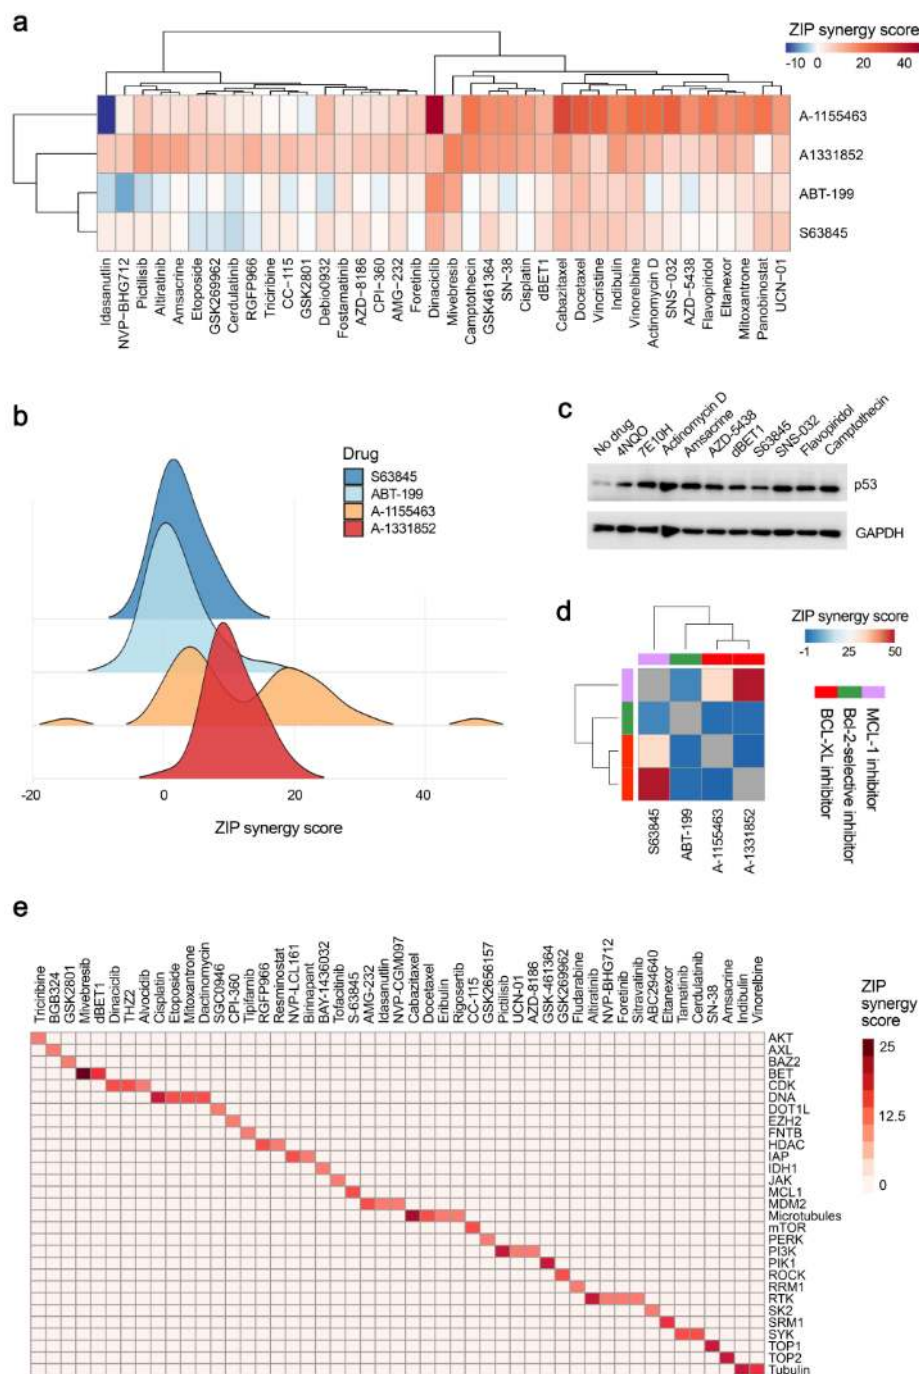 a
ZIP synergy score
-10 0 20 40
A-1155463
A1331852
ABT-199
S63845
Idasanutlin
NVP-BHG712
Pictilisib
Altiratinib
Amsacrine
Etoposide
GSK269962
Cerdulatinib
RGFP966
Triciribine
CC-115
GSK2801
Debio0932
Fostamatinib
AZD-8186
CPI-360
AMG-232
Foretinib
Dinaciclib
Mivebresib
Camptothecin
GSK461364
SN-38
Cisplatin
dBET1
Cabazitaxel
Docetaxel
Vincristine
Indibulin
Vinorelbine
Actinomycin D
SNS-032
AZD-5438
Flavopiridol
Eltanexor
Mitoxantrone
Panobinostat
UCN-01
b
Drug
S63845
ABT-199
A-1155463
A-1331852
-20 0 20 40
ZIP synergy score
c
No drug
4NQO
7E10H
Actinomycin D
Amsacrine
AZD-5438
dBET1
S63845
SNS-032
Flavopiridol
Camptothecin
p53
GAPDH
d
ZIP synergy score
-1 25 50
S63845
ABT-199
A-1155463
A-1331852
BCL-XL inhibitor
Bcl-2-selective inhibitor
MCL-1 inhibitor
e
Triciribine
BGB324
GSK2801
Mivebresib
dBET1
Dinaciclib
THZ2
Alvociclib
Cisplatin
Etoposide
Mitoxantrone
Dactinomycin
SGC0946
CPI-360
Tipifarnib
RGFP966
Resminostat
NVP-LCL161
Birinapant
BAY-1436032
Tofacitinib
S-63845
AMG-232
Idasanutlin
NVP-CGM097
Cabazitaxel
Docetaxel
Eribulin
Rigosertib
CC-115
GSK2656157
Pictilisib
UCN-01
AZD-8186
GSK-461364
GSK269962
Fludarabine
Altiratinib
NVP-BHG712
Foretinib
Sitravatinib
ABC294640
Eltanexor
Tamatinib
Cerdulatinib
SN-38
Amsacrine
Indibulin
Vinorelbine
ZIP
synergy
score
25
12.5
0
AKT
AXL
BAZ2
BET
CDK
DNA
DOT1L
EZH2
FNTB
HDAC
IAP
IDH1
JAK
MCL1
MDM2
Microtubules
mTOR
PERK
PI3K
PlK1
ROCK
RRM1
RTK
SK2
SRM1
SYK
TOP1
TOP2
Tubulin